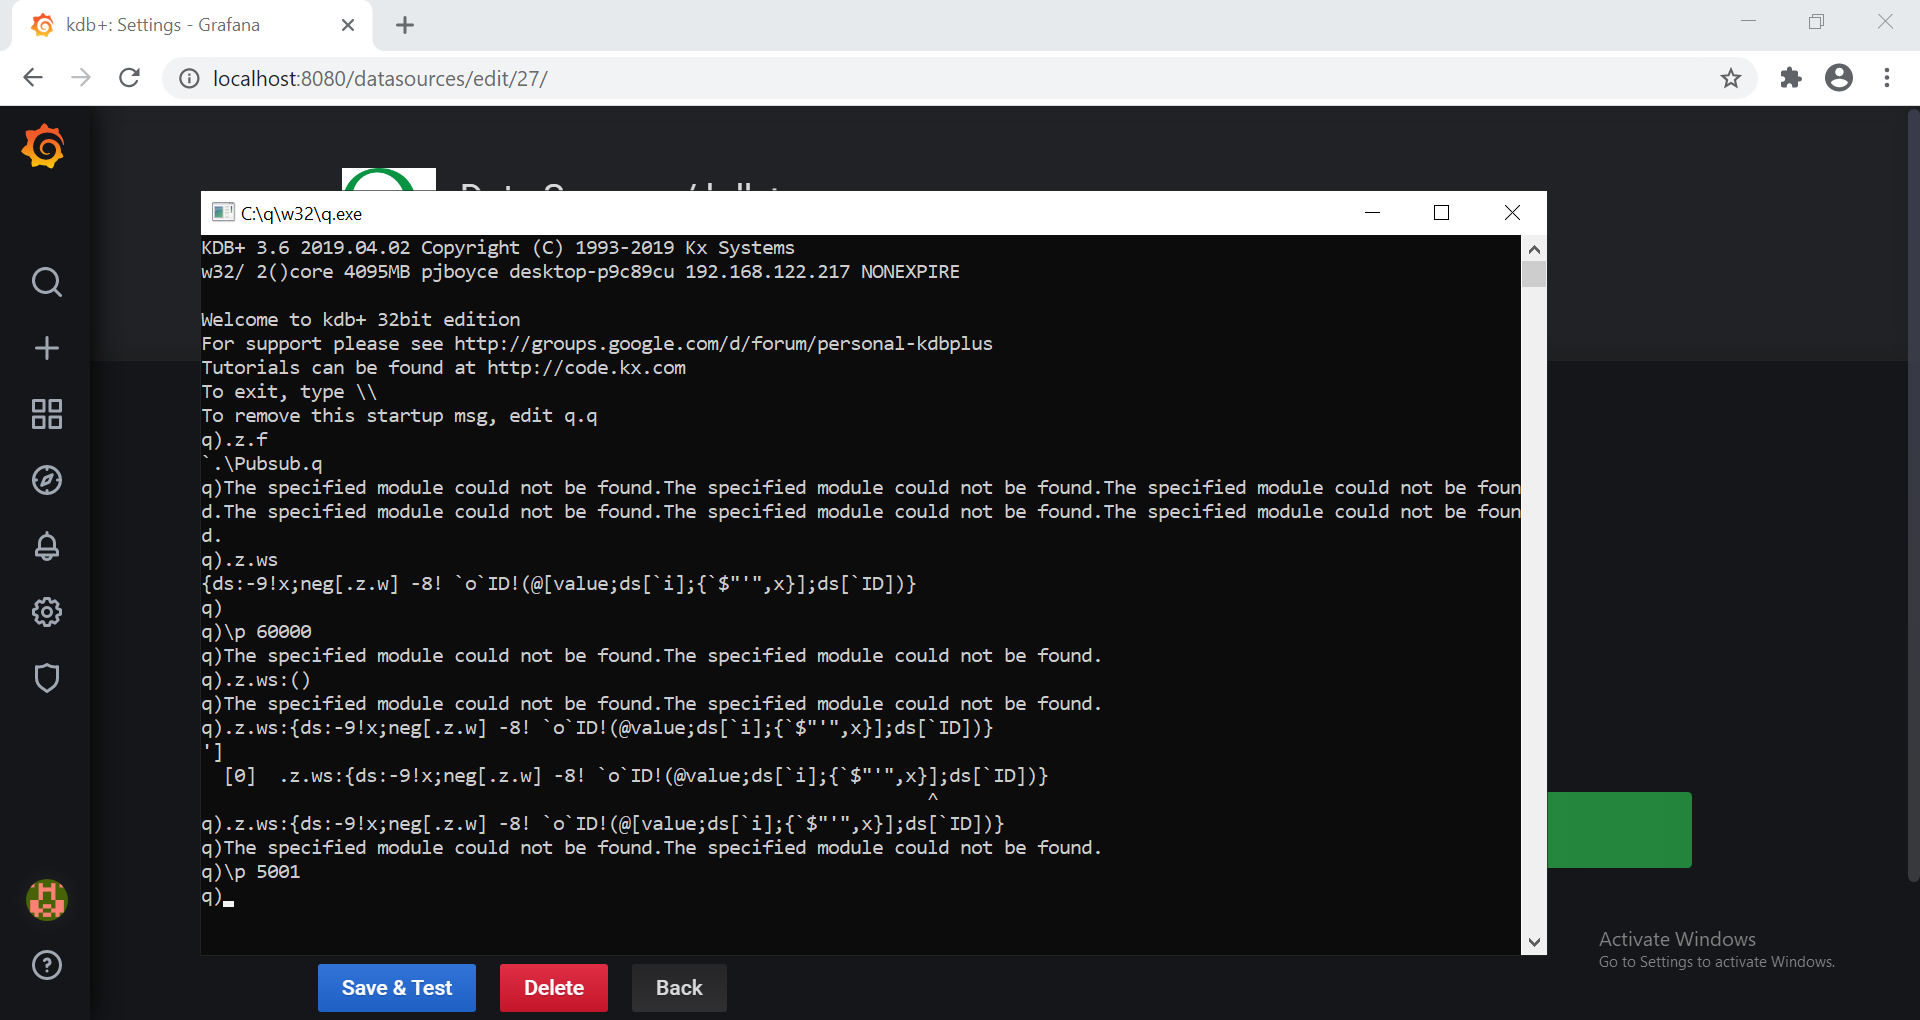 kdb+: Settings - Grafana
localhost:8080/datasources/edit/27/
C:\q\w32\q.exe
KDB+ 3.6 2019.04.02 Copyright (C) 1993-2019 Kx Systems
w32/ 2()core 4095MB pjboyce desktop-p9c89cu 192.168.122.217 NONEXPIRE
Welcome to kdb+ 32bit edition
For support please see http://groups.google.com/d/forum/personal-kdbplus
Tutorials can be found at http://code.kx.com
To exit, type \\
To remove this startup msg, edit q.q
q).z.f
`.\Pubsub.q
q)The specified module could not be found.The specified module could not be found.The specified module could not be foun
d.The specified module could not be found.The specified module could not be found.The specified module could not be foun
d.
q).z.ws
{ds:-9!x;neg[.z.w] -8! `o`ID!(@[value;ds[`i];{`$"'",x}];ds[`ID])}
q)
q)\p 60000
q)The specified module could not be found.The specified module could not be found.
q).z.ws:()
q)The specified module could not be found.The specified module could not be found.
q).z.ws:{ds:-9!x;neg[.z.w] -8! `o`ID!(@value;ds[`i];{`$"'",x}];ds[`ID])}
']
[0]  .z.ws:{ds:-9!x;neg[.z.w] -8! `o`ID!(@value;ds[`i];{`$"'",x}];ds[`ID])}
^
q).z.ws:{ds:-9!x;neg[.z.w] -8! `o`ID!(@[value;ds[`i];{`$"'",x}];ds[`ID])}
q)The specified module could not be found.The specified module could not be found.
q)\p 5001
q)
Activate Windows
Go to Settings to activate Windows.
Save & Test
Delete
Back